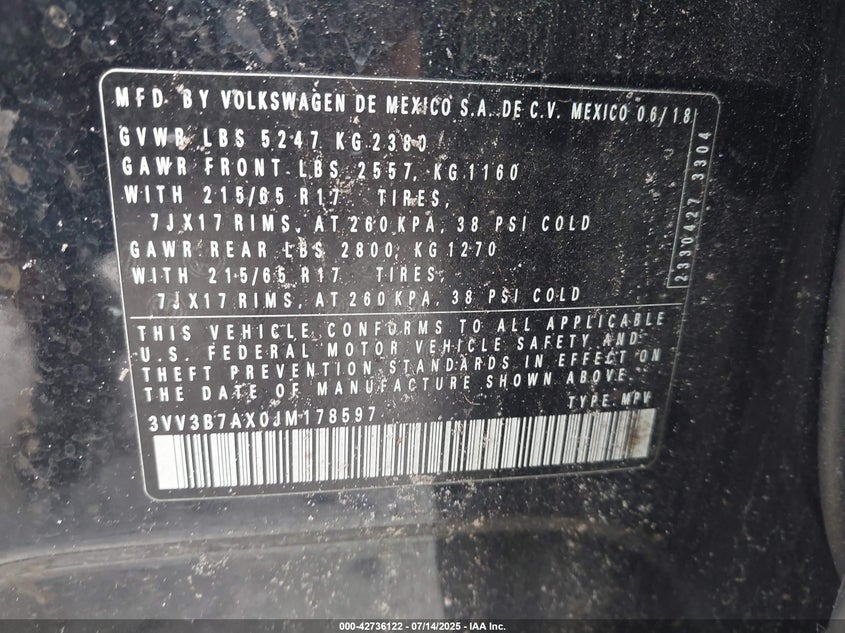 MFD. BY VOLKSWAGEN DE MEXICO S.A. DE C.V. MEXICO 06/18
GVWR LBS 5247 KG 2380
GAWR FRONT LBS 2557, KG 1160
WITH 215/65 R17 TIRES,
7JX17 RIMS, AT 260 KPA, 38 PSI COLD
GAWR REAR LBS 2800 KG 1270
WITH 215/65 R17 TIRES,
7JX17 RIMS, AT 260 KPA, 38 PSI COLD
2330427 3304
THIS VEHICLE CONFORMS TO ALL APPLICABLE
U.S. FEDERAL MOTOR VEHICLE SAFETY AND
THEFT PREVENTION STANDARDS IN EFFECT ON
THE DATE OF MANUFACTURE SHOWN ABOVE.
TYPE: MPV
3VV3B7AX0JM178597
000-42736122 — 07/14/2025 — IAA Inc.